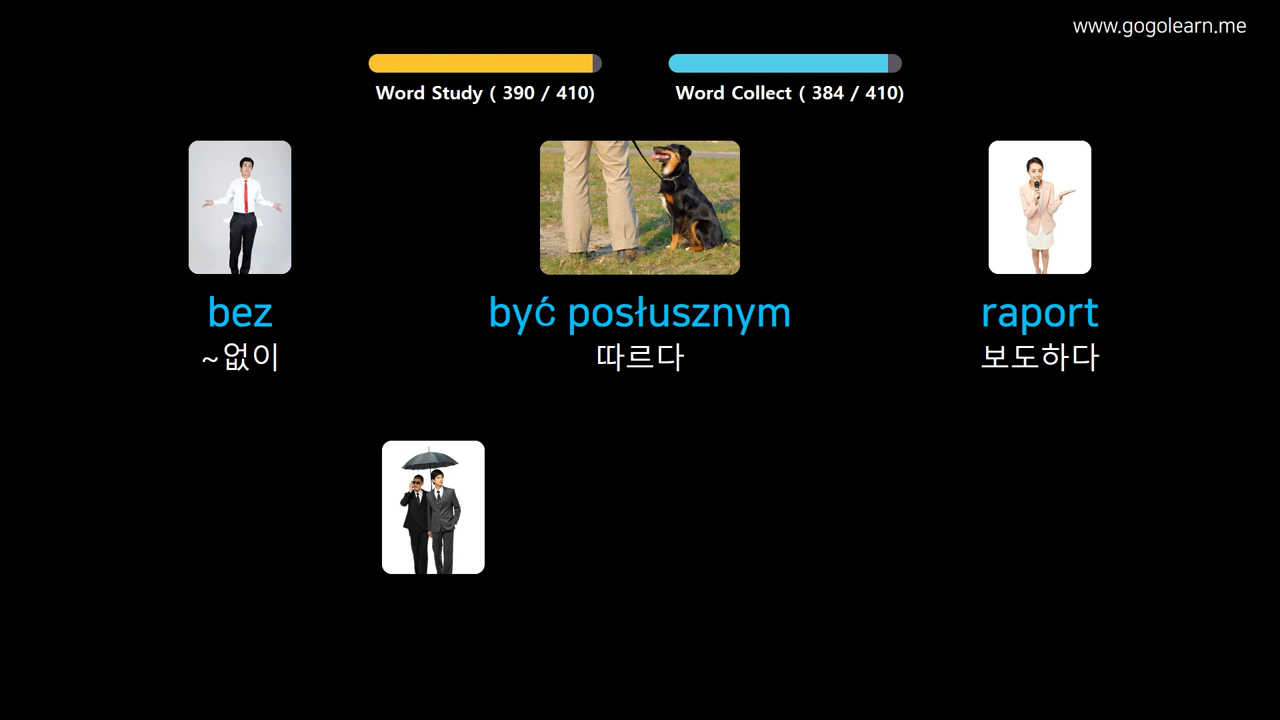 www.gogolearn.me
Word Study ( 390 / 410)
Word Collect ( 384 / 410)
bez
~없이
być posłusznym
따르다
raport
보도하다